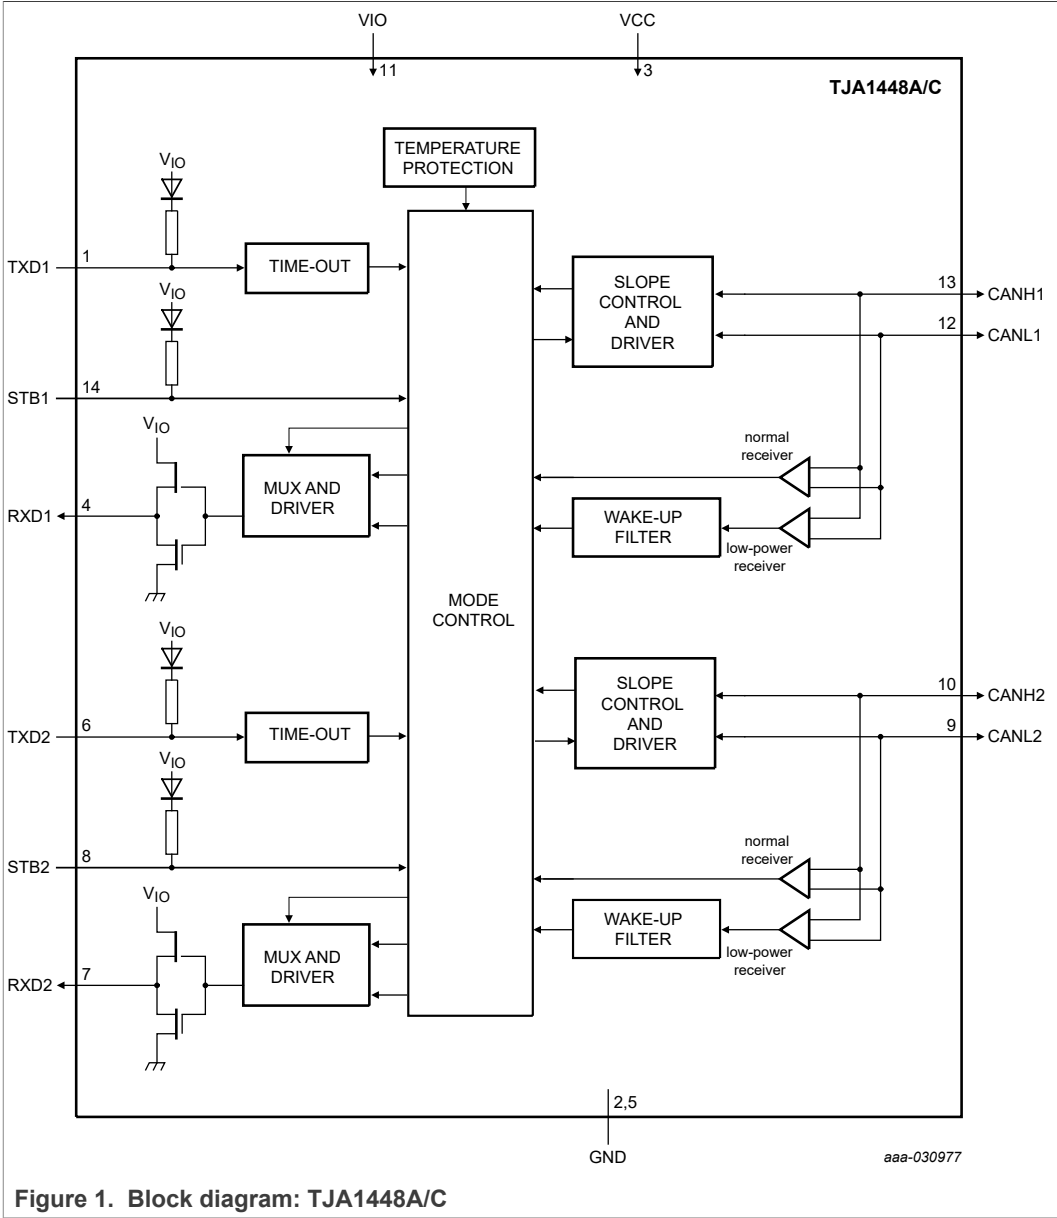 VIO
VCC
11
3
TJA1448A/C
TEMPERATURE
PROTECTION
VIO
TXD1
1
TIME-OUT
VIO
STB1
14
SLOPE
CONTROL
AND
DRIVER
13
CANH1
12
CANL1
VIO
RXD1
4
MUX AND
DRIVER
normal
receiver
WAKE-UP
FILTER
low-power
receiver
MODE
CONTROL
VIO
TXD2
6
TIME-OUT
VIO
STB2
8
SLOPE
CONTROL
AND
DRIVER
10
CANH2
9
CANL2
VIO
RXD2
7
MUX AND
DRIVER
normal
receiver
WAKE-UP
FILTER
low-power
receiver
2,5
GND
aaa-030977
Figure 1. Block diagram: TJA1448A/C